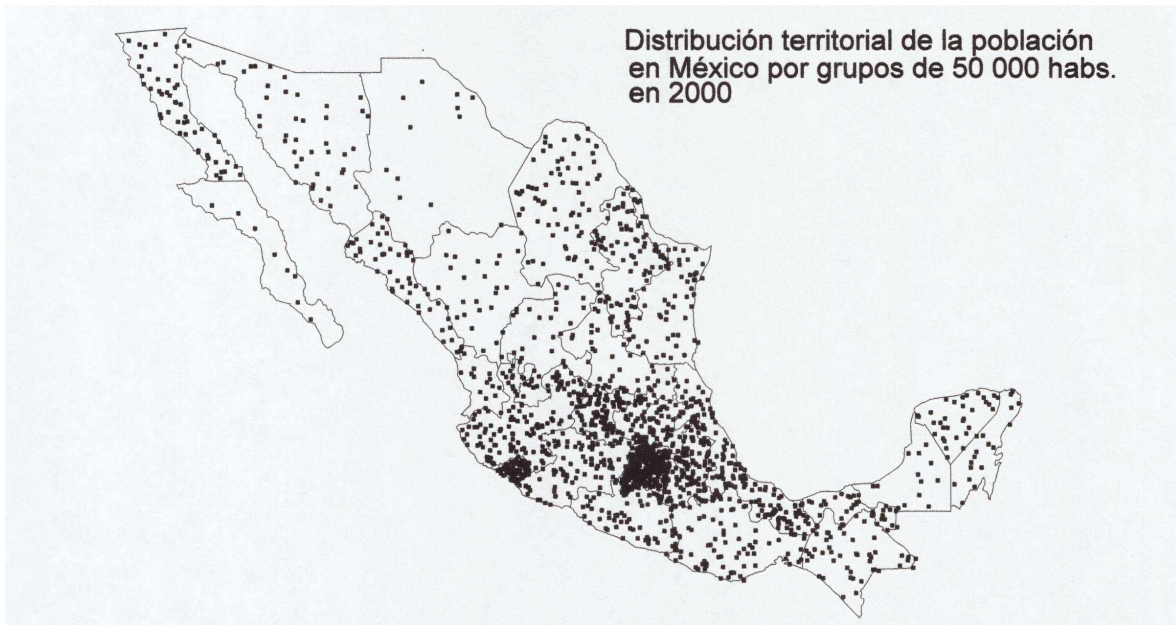 Distribución territorial de la población
en México por grupos de 50 000 habs.
en 2000